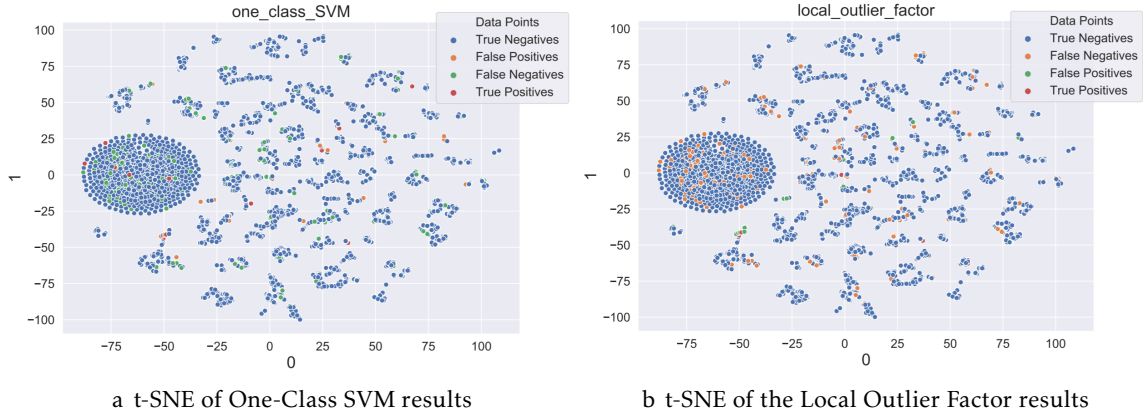 one_class_SVM
Data Points
True Negatives
False Positives
False Negatives
True Positives
100
75
50
25
0
−25
−50
−75
−100
1
−75 −50 −25 0 25 50 75 100
0
a t-SNE of One-Class SVM results
local_outlier_factor
Data Points
True Negatives
False Negatives
False Positives
True Positives
100
75
50
25
0
−25
−50
−75
−100
1
−75 −50 −25 0 25 50 75 100
0
b t-SNE of the Local Outlier Factor results